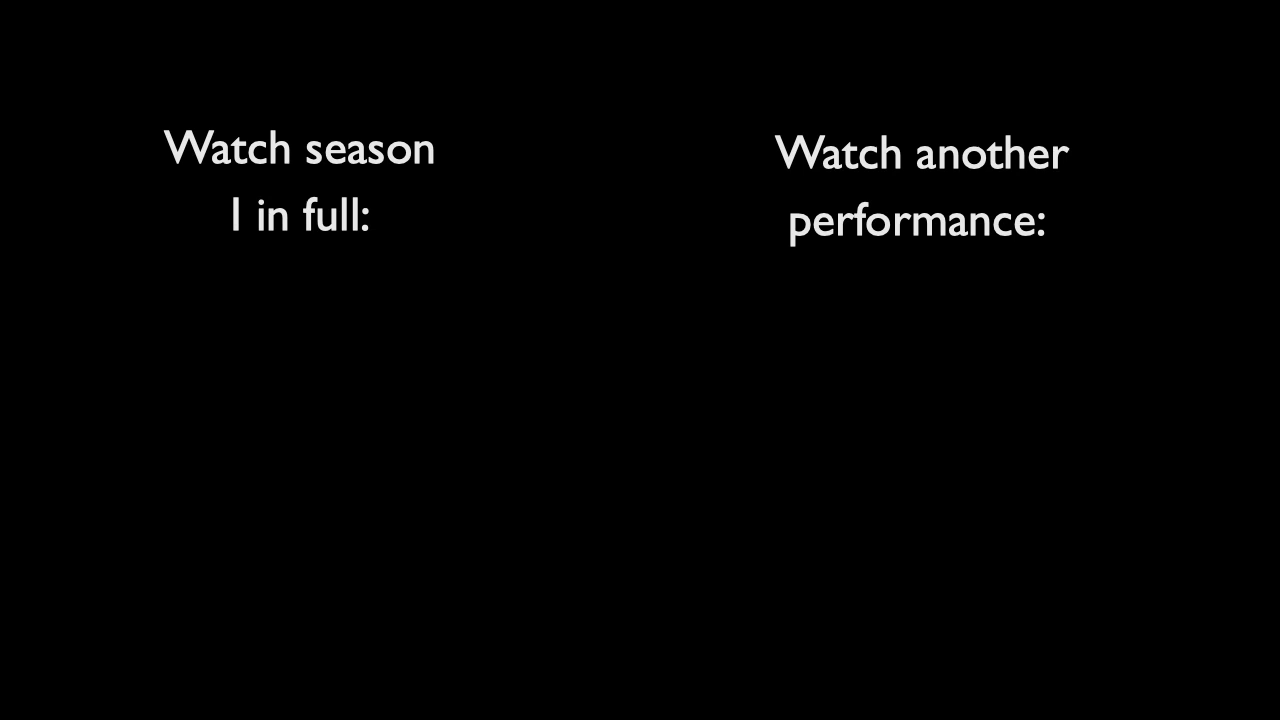 Watch season
1 in full:
Watch another
performance: